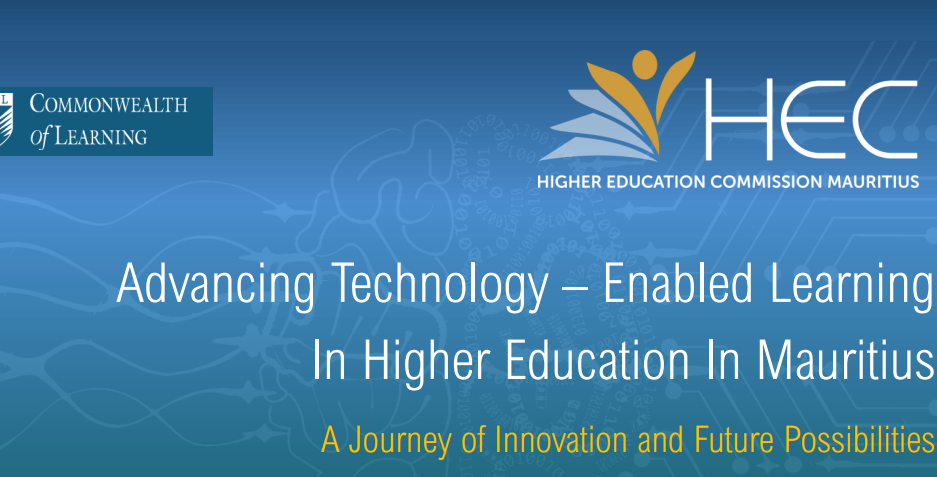 COMMONWEALTH
of LEARNING
HEC
HIGHER EDUCATION COMMISSION MAURITIUS
Advancing Technology – Enabled Learning
In Higher Education In Mauritius
A Journey of Innovation and Future Possibilities